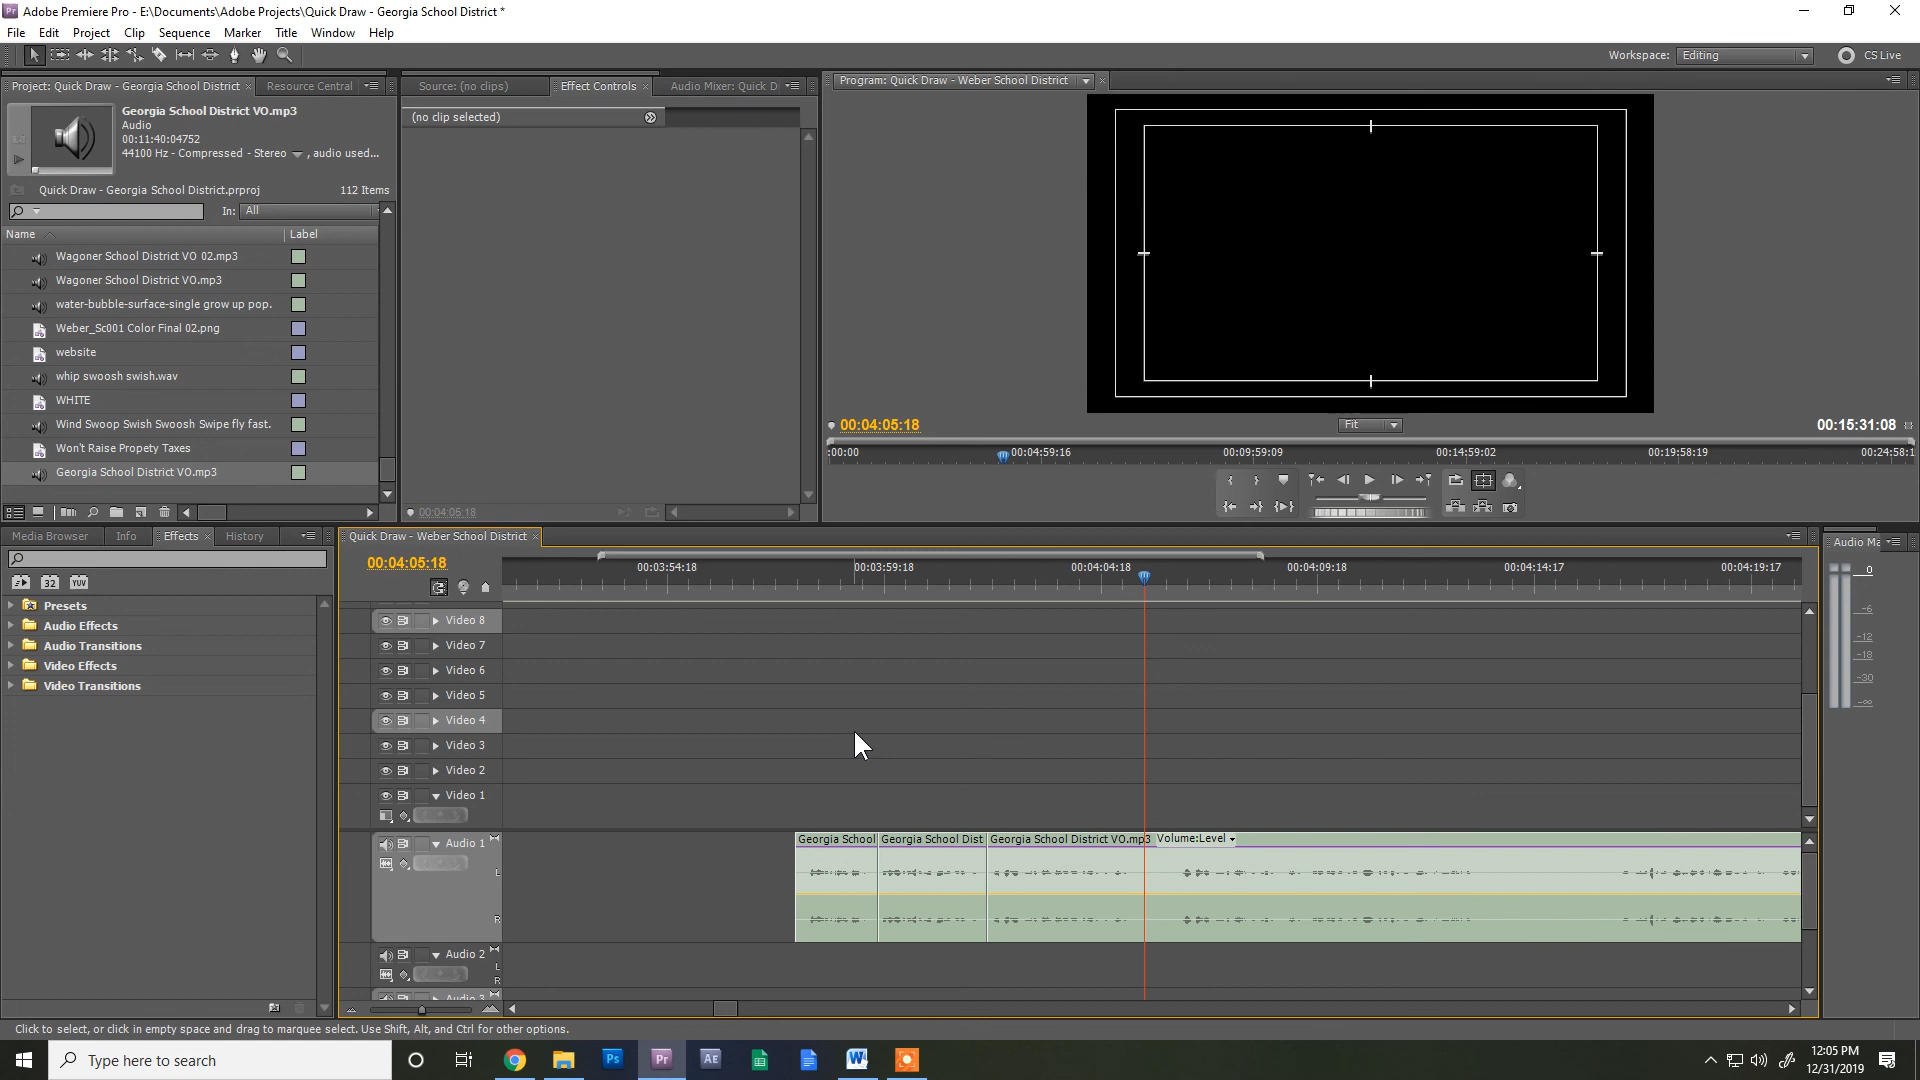 Adobe Premiere Pro - E:\Documents\Adobe Projects\Quick Draw - Georgia School District *
File Edit Project Clip Sequence Marker Title Window Help
Workspace: Editing CS Live
Project: Quick Draw - Georgia School District Resource Central
Georgia School District VO.mp3
Audio
00:11:40:04752
44100 Hz - Compressed - Stereo , audio used...
Quick Draw - Georgia School District.prproj 112 Items
In: All
Name Label
Wagoner School District VO 02.mp3
Wagoner School District VO.mp3
water-bubble-surface-single grow up pop.
Weber_Sc001 Color Final 02.png
website
whip swoosh swish.wav
WHITE
Wind Swoop Swish Swoosh Swipe fly fast.
Won't Raise Propety Taxes
Georgia School District VO.mp3
Source: (no clips) Effect Controls Audio Mixer: Quick D
(no clip selected)
00:04:05:18
Program: Quick Draw - Weber School District
00:04:05:18 Fit 00:15:31:08
:00:00 00:04:59:16 00:09:59:09 00:14:59:02 00:19:58:19 00:24:58:1
Media Browser Info Effects History
32 YUV
Presets
Audio Effects
Audio Transitions
Video Effects
Video Transitions
Quick Draw - Weber School District
00:04:05:18
00:03:54:18 00:03:59:18 00:04:04:18 00:04:09:18 00:04:14:17 00:04:19:17
Video 8
Video 7
Video 6
Video 5
Video 4
Video 3
Video 2
Video 1
Audio 1
L
R
Georgia School Georgia School Dist Georgia School District VO.mp3 Volume:Level
Audio 2
L
R
Audio 3
Audio Ma
0
-6
-12
-18
-30
-∞
Click to select, or click in empty space and drag to marquee select. Use Shift, Alt, and Ctrl for other options.
Type here to search
Ps Pr AE W
12:05 PM
12/31/2019